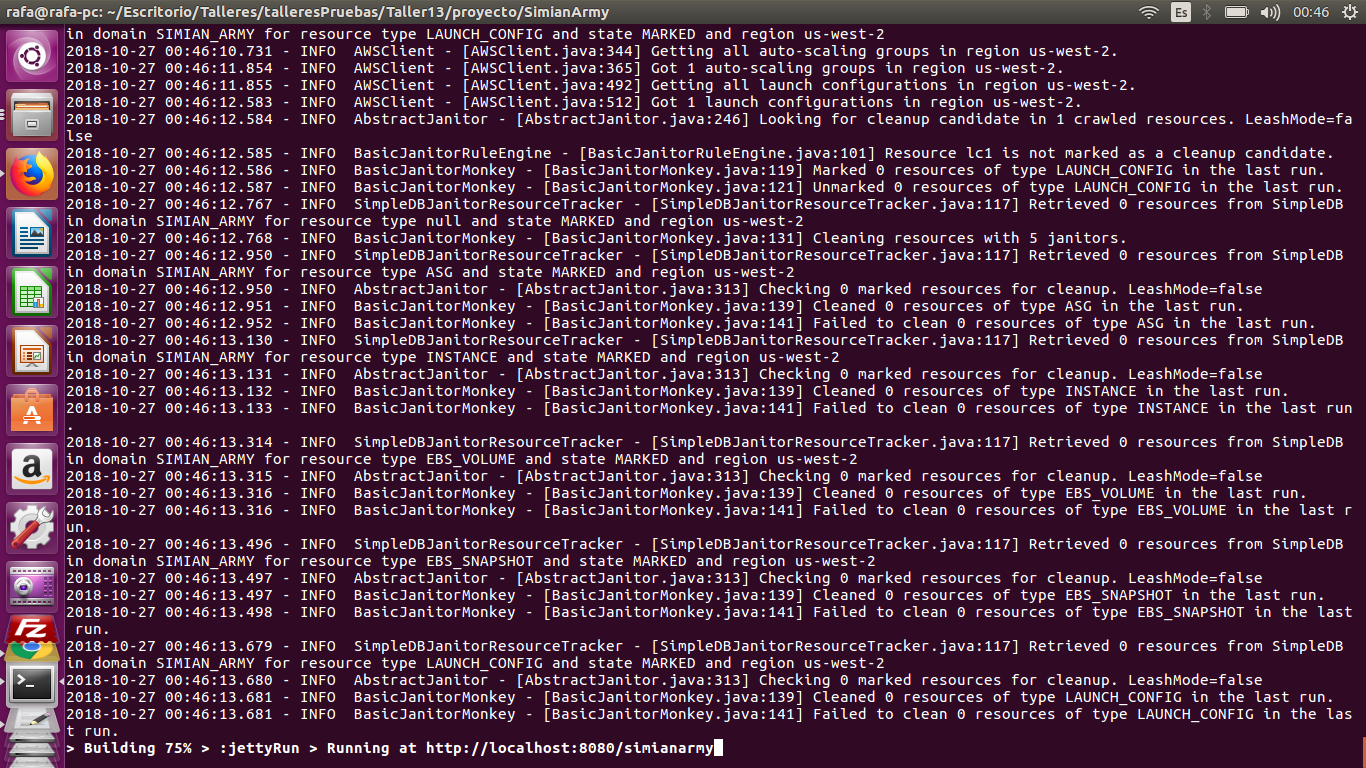 rafa@rafa-pc: ~/Escritorio/Talleres/talleresPruebas/Taller13/proyecto/SimianArmy
Es
00:46
in domain SIMIAN_ARMY for resource type LAUNCH_CONFIG and state MARKED and region us-west-2
2018-10-27 00:46:10.731 - INFO  AWSClient - [AWSClient.java:344] Getting all auto-scaling groups in region us-west-2.
2018-10-27 00:46:11.854 - INFO  AWSClient - [AWSClient.java:365] Got 1 auto-scaling groups in region us-west-2.
2018-10-27 00:46:11.855 - INFO  AWSClient - [AWSClient.java:492] Getting all launch configurations in region us-west-2.
2018-10-27 00:46:12.583 - INFO  AWSClient - [AWSClient.java:512] Got 1 launch configurations in region us-west-2.
2018-10-27 00:46:12.584 - INFO  AbstractJanitor - [AbstractJanitor.java:246] Looking for cleanup candidate in 1 crawled resources. LeashMode=fa
lse
2018-10-27 00:46:12.585 - INFO  BasicJanitorRuleEngine - [BasicJanitorRuleEngine.java:101] Resource lc1 is not marked as a cleanup candidate.
2018-10-27 00:46:12.586 - INFO  BasicJanitorMonkey - [BasicJanitorMonkey.java:119] Marked 0 resources of type LAUNCH_CONFIG in the last run.
2018-10-27 00:46:12.587 - INFO  BasicJanitorMonkey - [BasicJanitorMonkey.java:121] Unmarked 0 resources of type LAUNCH_CONFIG in the last run.
2018-10-27 00:46:12.767 - INFO  SimpleDBJanitorResourceTracker - [SimpleDBJanitorResourceTracker.java:117] Retrieved 0 resources from SimpleDB
in domain SIMIAN_ARMY for resource type null and state MARKED and region us-west-2
2018-10-27 00:46:12.768 - INFO  BasicJanitorMonkey - [BasicJanitorMonkey.java:131] Cleaning resources with 5 janitors.
2018-10-27 00:46:12.950 - INFO  SimpleDBJanitorResourceTracker - [SimpleDBJanitorResourceTracker.java:117] Retrieved 0 resources from SimpleDB
in domain SIMIAN_ARMY for resource type ASG and state MARKED and region us-west-2
2018-10-27 00:46:12.950 - INFO  AbstractJanitor - [AbstractJanitor.java:313] Checking 0 marked resources for cleanup. LeashMode=false
2018-10-27 00:46:12.951 - INFO  BasicJanitorMonkey - [BasicJanitorMonkey.java:139] Cleaned 0 resources of type ASG in the last run.
2018-10-27 00:46:12.952 - INFO  BasicJanitorMonkey - [BasicJanitorMonkey.java:141] Failed to clean 0 resources of type ASG in the last run.
2018-10-27 00:46:13.130 - INFO  SimpleDBJanitorResourceTracker - [SimpleDBJanitorResourceTracker.java:117] Retrieved 0 resources from SimpleDB
in domain SIMIAN_ARMY for resource type INSTANCE and state MARKED and region us-west-2
2018-10-27 00:46:13.131 - INFO  AbstractJanitor - [AbstractJanitor.java:313] Checking 0 marked resources for cleanup. LeashMode=false
2018-10-27 00:46:13.132 - INFO  BasicJanitorMonkey - [BasicJanitorMonkey.java:139] Cleaned 0 resources of type INSTANCE in the last run.
2018-10-27 00:46:13.133 - INFO  BasicJanitorMonkey - [BasicJanitorMonkey.java:141] Failed to clean 0 resources of type INSTANCE in the last run
.
2018-10-27 00:46:13.314 - INFO  SimpleDBJanitorResourceTracker - [SimpleDBJanitorResourceTracker.java:117] Retrieved 0 resources from SimpleDB
in domain SIMIAN_ARMY for resource type EBS_VOLUME and state MARKED and region us-west-2
2018-10-27 00:46:13.315 - INFO  AbstractJanitor - [AbstractJanitor.java:313] Checking 0 marked resources for cleanup. LeashMode=false
2018-10-27 00:46:13.316 - INFO  BasicJanitorMonkey - [BasicJanitorMonkey.java:139] Cleaned 0 resources of type EBS_VOLUME in the last run.
2018-10-27 00:46:13.316 - INFO  BasicJanitorMonkey - [BasicJanitorMonkey.java:141] Failed to clean 0 resources of type EBS_VOLUME in the last r
un.
2018-10-27 00:46:13.496 - INFO  SimpleDBJanitorResourceTracker - [SimpleDBJanitorResourceTracker.java:117] Retrieved 0 resources from SimpleDB
in domain SIMIAN_ARMY for resource type EBS_SNAPSHOT and state MARKED and region us-west-2
2018-10-27 00:46:13.497 - INFO  AbstractJanitor - [AbstractJanitor.java:313] Checking 0 marked resources for cleanup. LeashMode=false
2018-10-27 00:46:13.497 - INFO  BasicJanitorMonkey - [BasicJanitorMonkey.java:139] Cleaned 0 resources of type EBS_SNAPSHOT in the last run.
2018-10-27 00:46:13.498 - INFO  BasicJanitorMonkey - [BasicJanitorMonkey.java:141] Failed to clean 0 resources of type EBS_SNAPSHOT in the last
 run.
2018-10-27 00:46:13.679 - INFO  SimpleDBJanitorResourceTracker - [SimpleDBJanitorResourceTracker.java:117] Retrieved 0 resources from SimpleDB
in domain SIMIAN_ARMY for resource type LAUNCH_CONFIG and state MARKED and region us-west-2
2018-10-27 00:46:13.680 - INFO  AbstractJanitor - [AbstractJanitor.java:313] Checking 0 marked resources for cleanup. LeashMode=false
2018-10-27 00:46:13.681 - INFO  BasicJanitorMonkey - [BasicJanitorMonkey.java:139] Cleaned 0 resources of type LAUNCH_CONFIG in the last run.
2018-10-27 00:46:13.681 - INFO  BasicJanitorMonkey - [BasicJanitorMonkey.java:141] Failed to clean 0 resources of type LAUNCH_CONFIG in the las
t run.
> Building 75% > :jettyRun > Running at http://localhost:8080/simianarmy